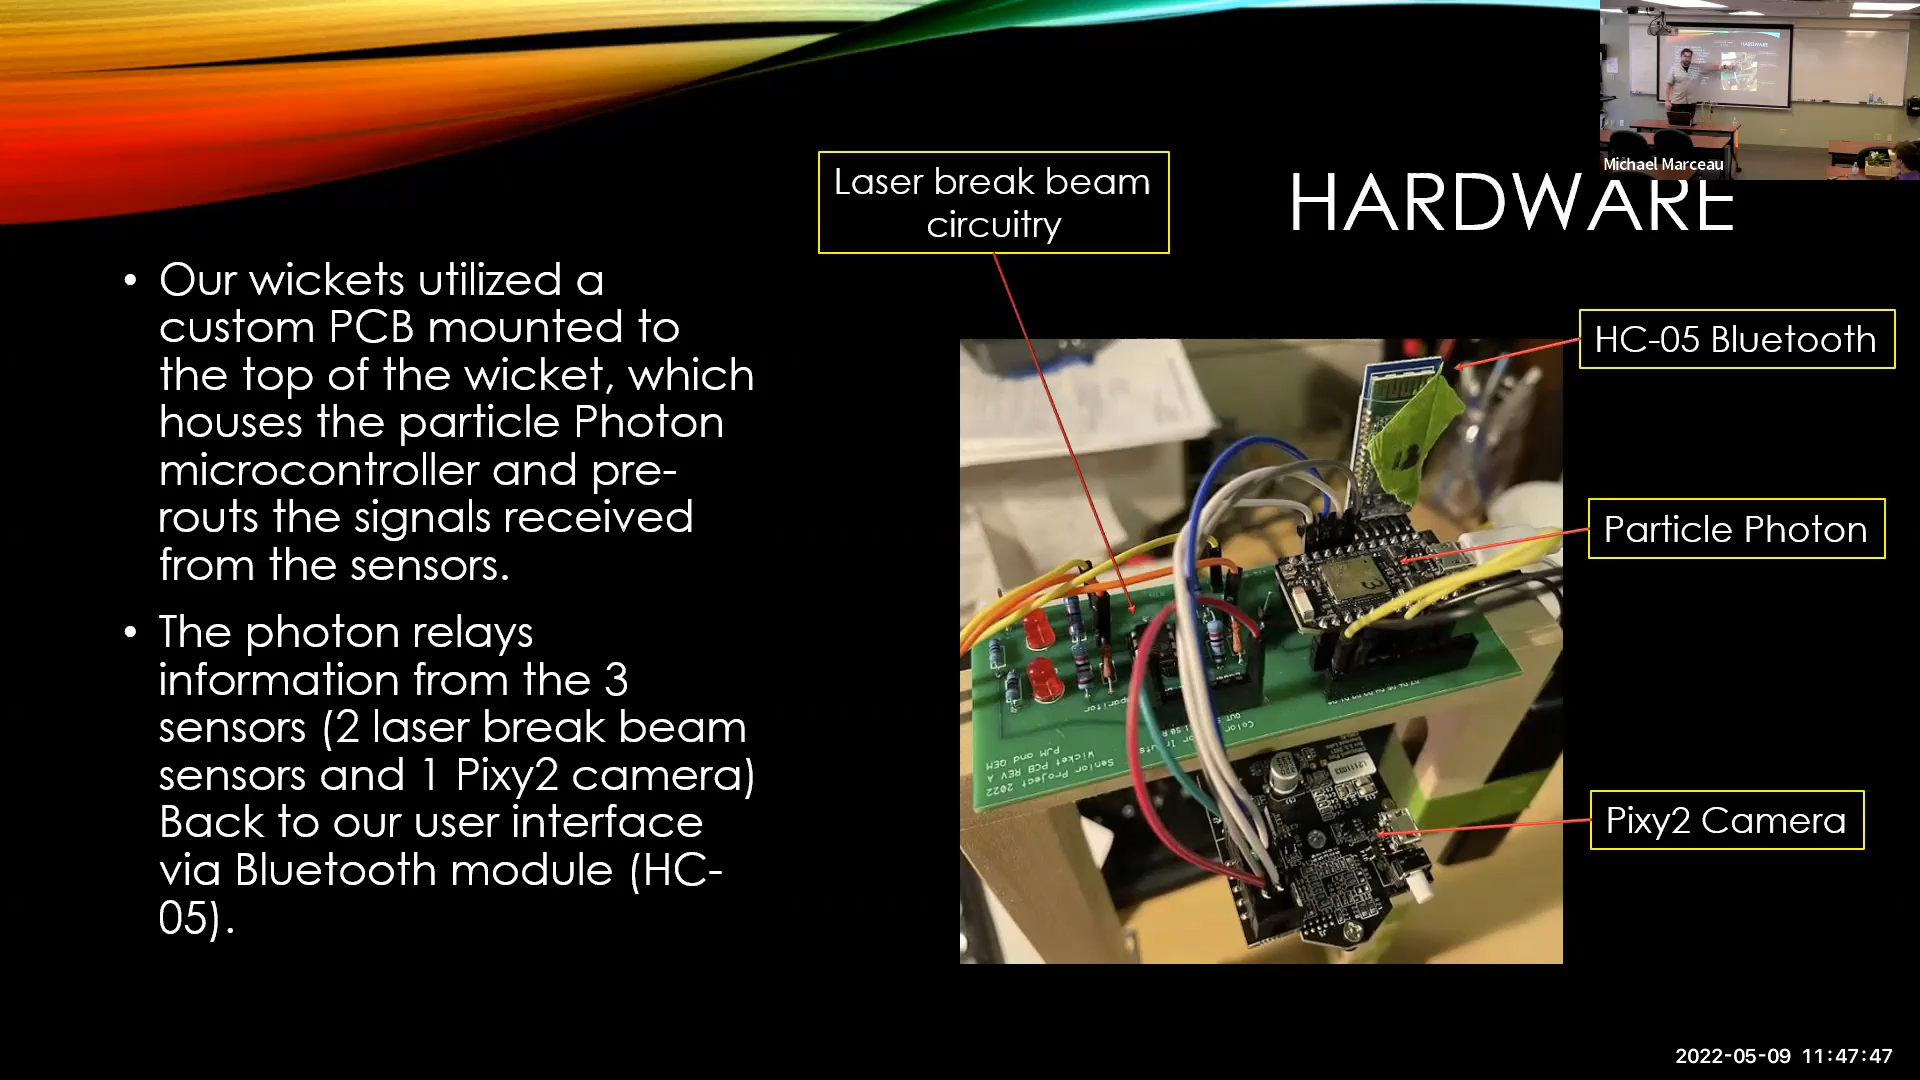 Michael Marceau
HARDWARE
Laser break beam
circuitry
• Our wickets utilized a
custom PCB mounted to
the top of the wicket, which
houses the particle Photon
microcontroller and pre-
routs the signals received
from the sensors.
• The photon relays
information from the 3
sensors (2 laser break beam
sensors and 1 Pixy2 camera)
Back to our user interface
via Bluetooth module (HC-
05).
HC-05 Bluetooth
Particle Photon
Pixy2 Camera
13
Senior Project 2022
Wicket PCB REV A
PJM and QEM
2022-05-09 11:47:47